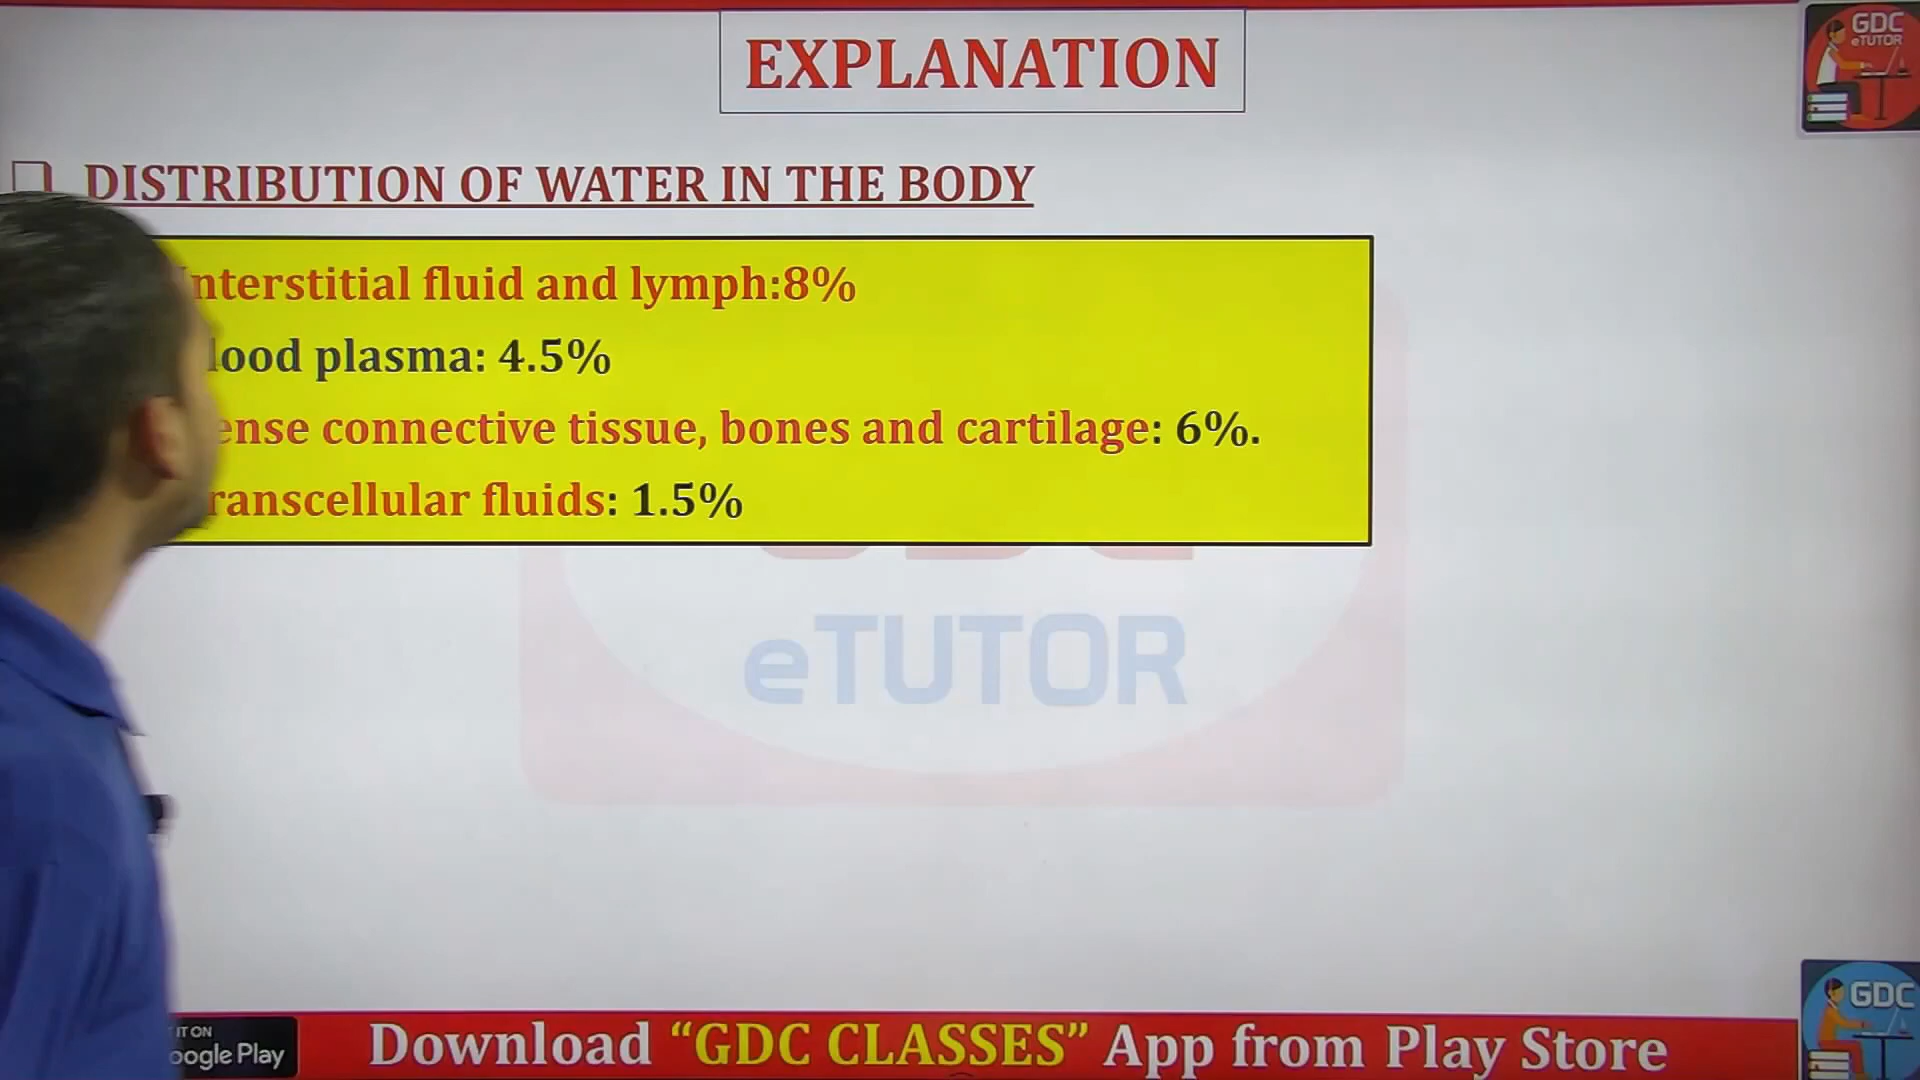 EXPLANATION
GDC
eTUTOR
DISTRIBUTION OF WATER IN THE BODY
nterstitial fluid and lymph:8%
lood plasma: 4.5%
ense connective tissue, bones and cartilage: 6%.
ranscellular fluids: 1.5%
eTUTOR
IT ON
oogle Play
Download “GDC CLASSES” App from Play Store
GDC